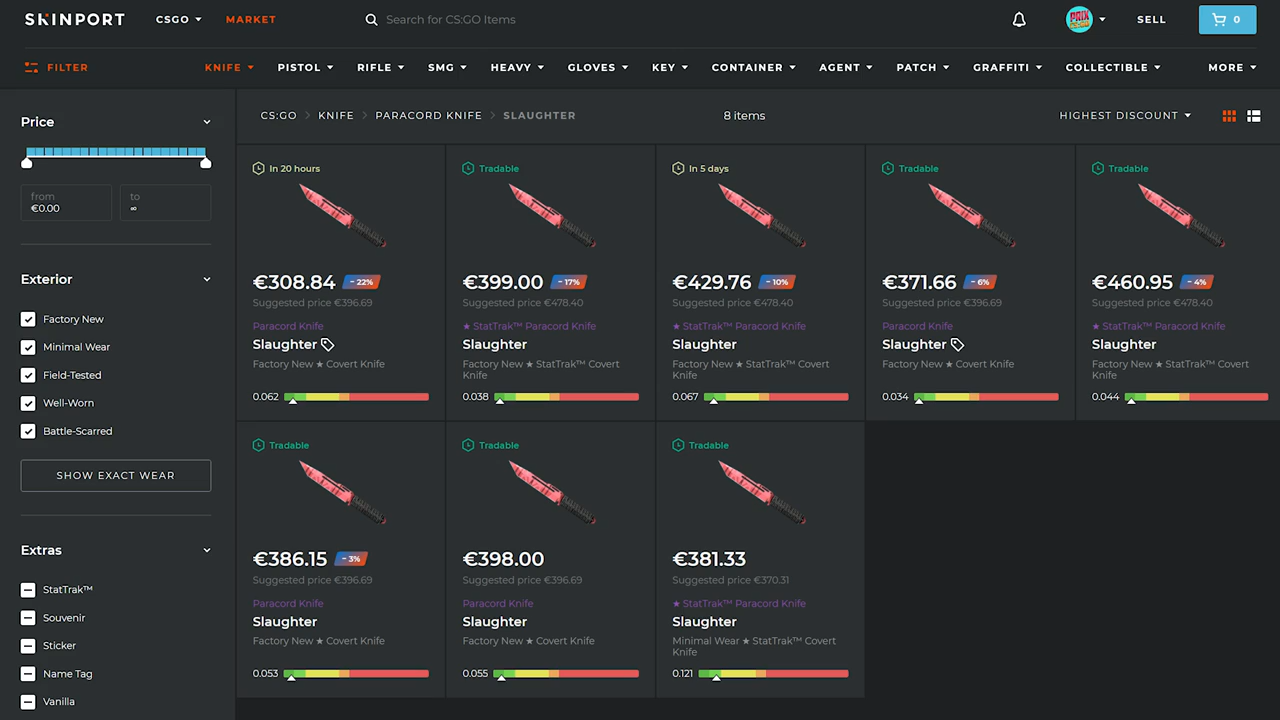 SKINPORT CSGO MARKET Search for CS:GO Items SELL 0
FILTER KNIFE PISTOL RIFLE SMG HEAVY GLOVES KEY CONTAINER AGENT PATCH GRAFFITI COLLECTIBLE MORE
Price
from
€0.00
to
∞
Exterior
Factory New
Minimal Wear
Field-Tested
Well-Worn
Battle-Scarred
SHOW EXACT WEAR
Extras
StatTrak™
Souvenir
Sticker
Name Tag
Vanilla
CS:GO KNIFE PARACORD KNIFE SLAUGHTER 8 items HIGHEST DISCOUNT
In 20 hours
€308.84 - 22%
Suggested price €396.69
Paracord Knife
Slaughter
Factory New ★ Covert Knife
0.062
Tradable
€399.00 - 17%
Suggested price €478.40
★ StatTrak™ Paracord Knife
Slaughter
Factory New ★ StatTrak™ Covert
Knife
0.038
In 5 days
€429.76 - 10%
Suggested price €478.40
★ StatTrak™ Paracord Knife
Slaughter
Factory New ★ StatTrak™ Covert
Knife
0.067
Tradable
€371.66 - 6%
Suggested price €396.69
Paracord Knife
Slaughter
Factory New ★ Covert Knife
0.034
Tradable
€460.95 - 4%
Suggested price €478.40
★ StatTrak™ Paracord Knife
Slaughter
Factory New ★ StatTrak™ Covert
Knife
0.044
Tradable
€386.15 - 3%
Suggested price €396.69
Paracord Knife
Slaughter
Factory New ★ Covert Knife
0.053
Tradable
€398.00
Suggested price €396.69
Paracord Knife
Slaughter
Factory New ★ Covert Knife
0.055
Tradable
€381.33
Suggested price €370.31
★ StatTrak™ Paracord Knife
Slaughter
Minimal Wear ★ StatTrak™ Covert
Knife
0.121